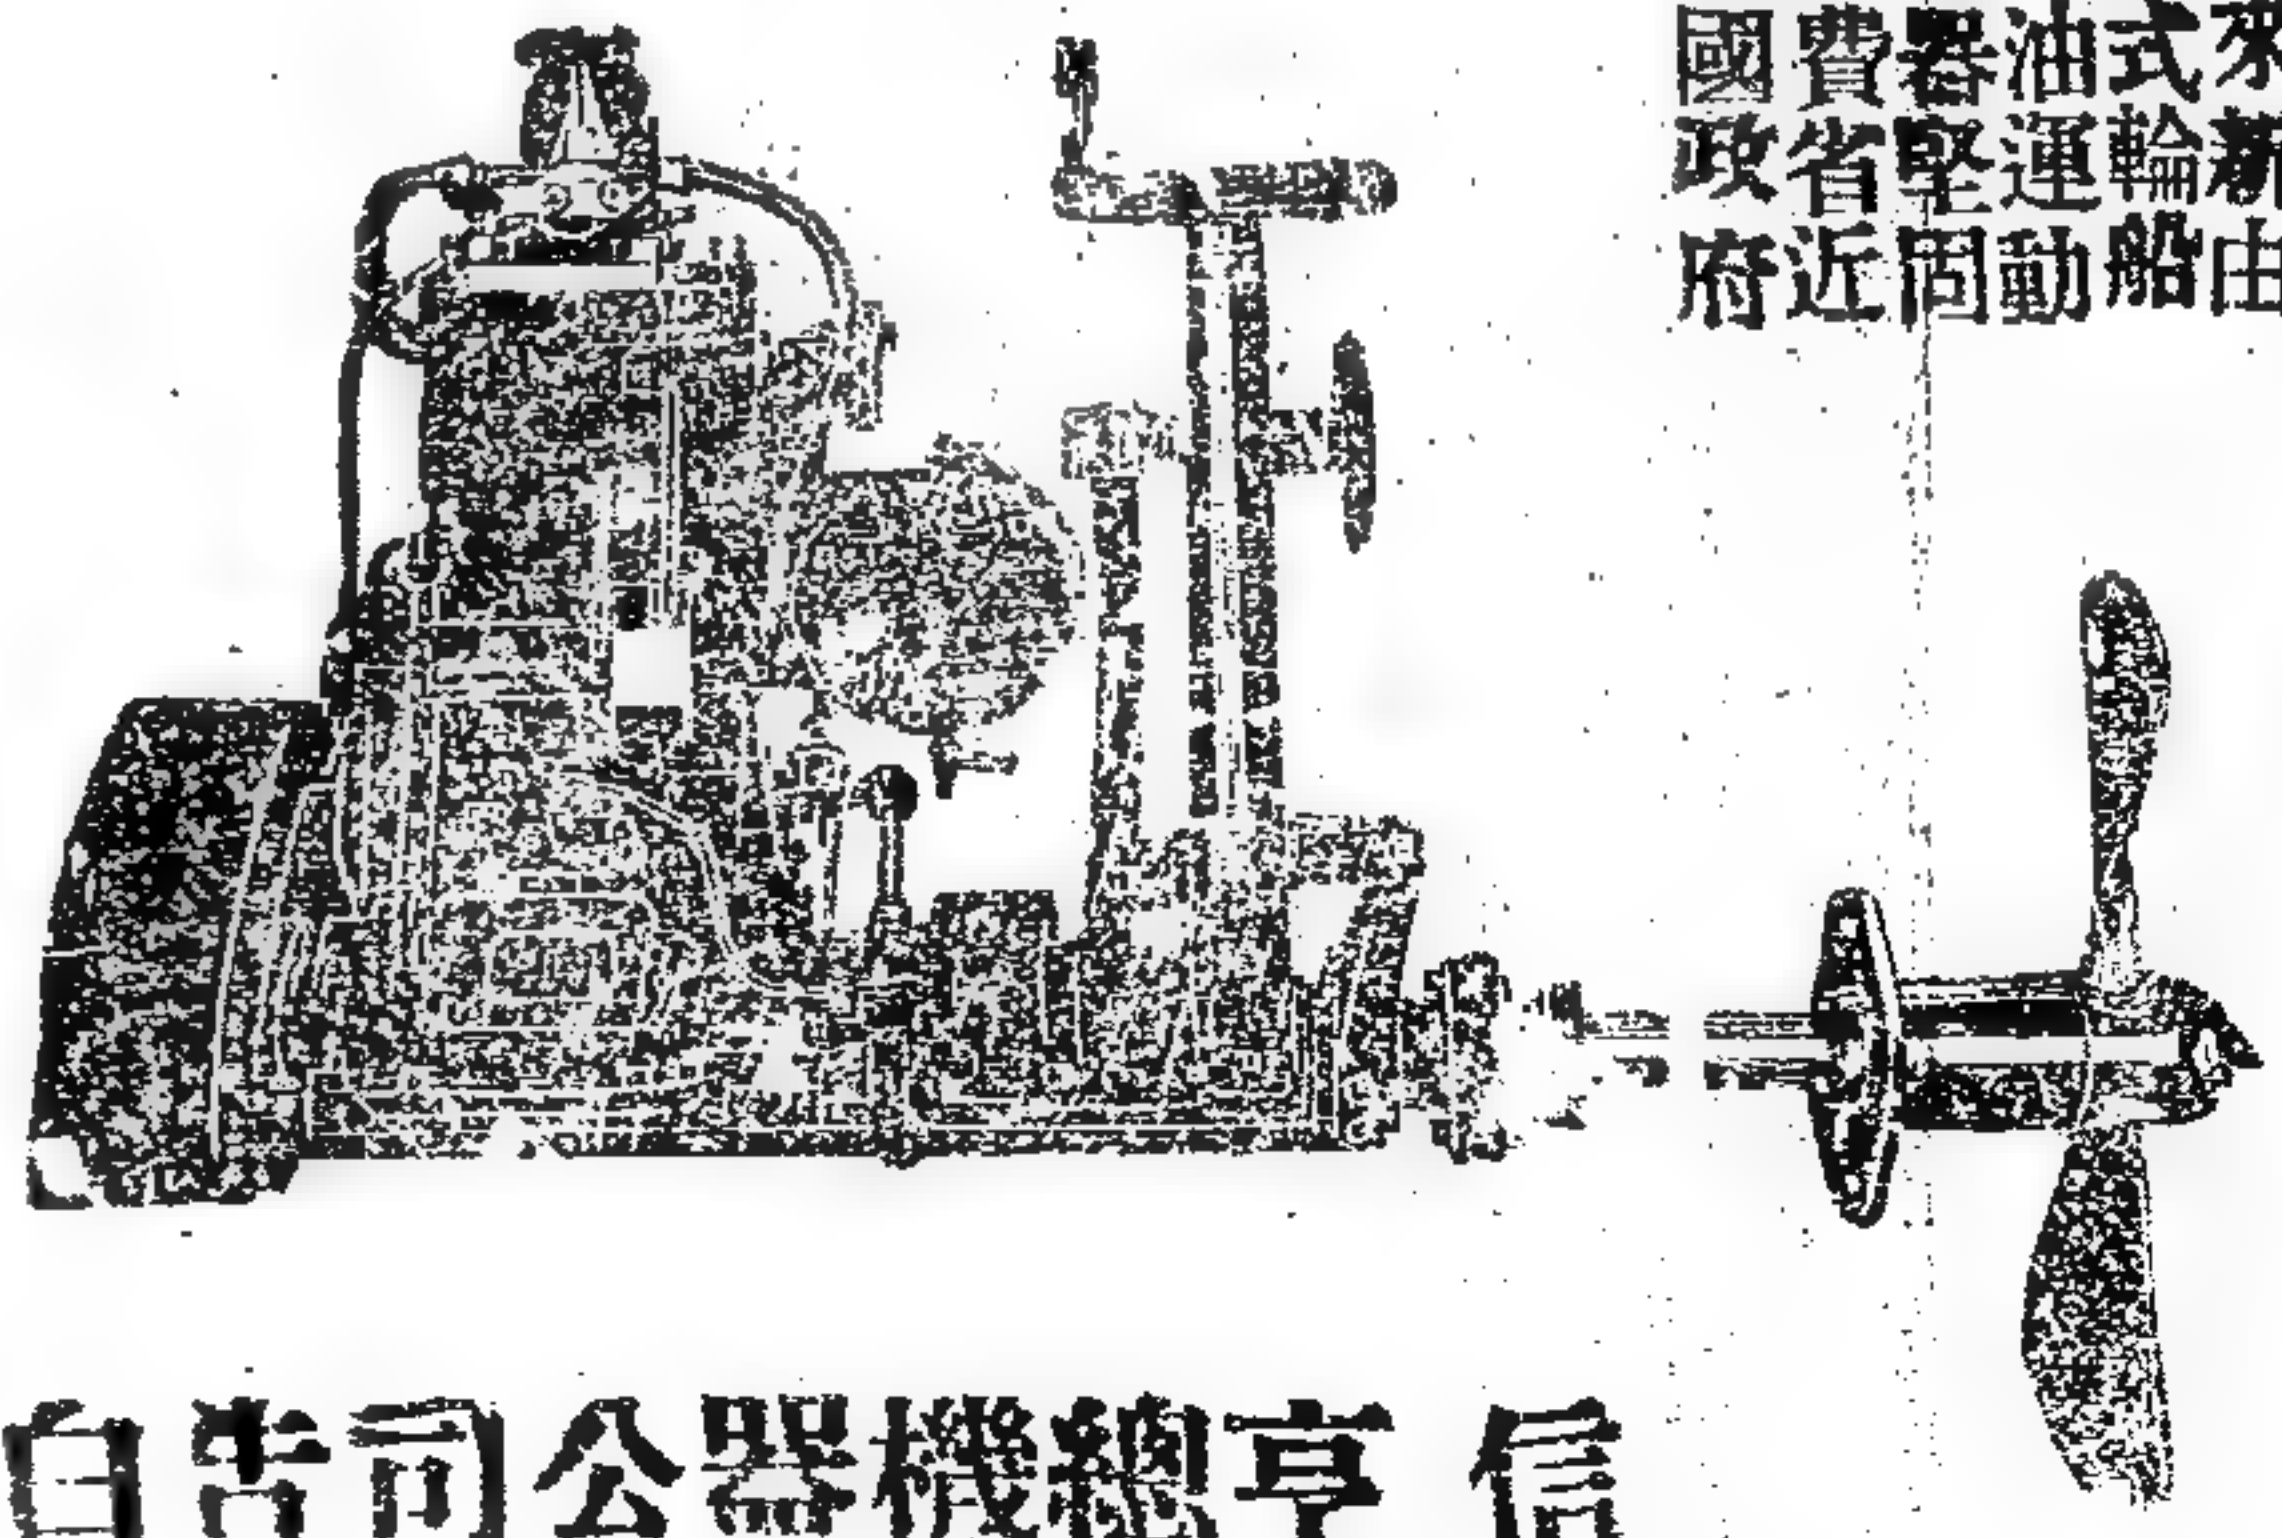 來新由
式輪船
油運動
器堅固
費省近
國政府
信亨總機器公司告白